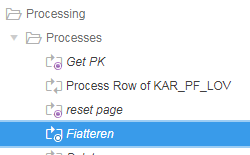 Processing
Processes
Get PK
Process Row of KAR_PF_LOV
reset page
Fiatteren